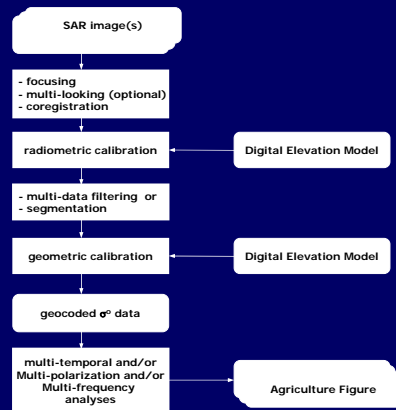 SAR image(s)
- focusing
- multi-looking (optional)
- coregistration
radiometric calibration
Digital Elevation Model
- multi-data filtering or
- segmentation
geometric calibration
Digital Elevation Model
geocoded σ° data
multi-temporal and/or
Multi-polarization and/or
Multi-frequency
analyses
Agriculture Figure